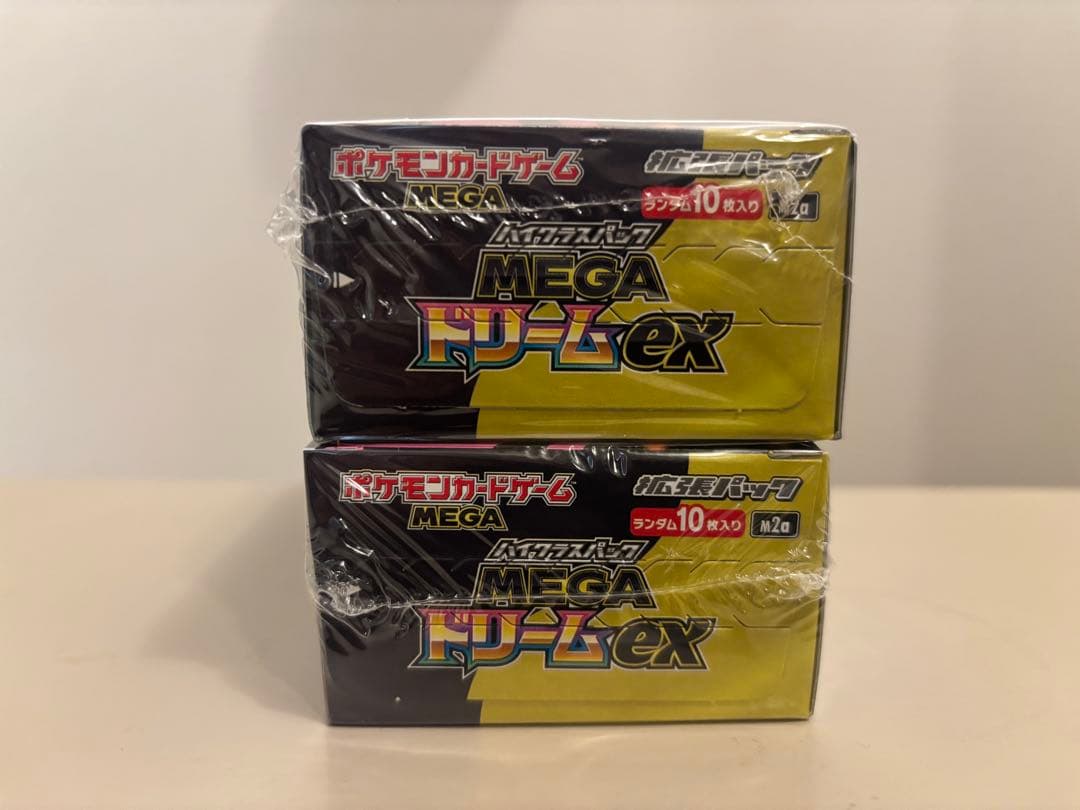 ポケモンカードゲーム
MEGA
拡張パック
ランダム10枚入り M2a
ハイクラスパック
MEGA
ドリームex
ポケモンカードゲーム
MEGA
拡張パック
ランダム10枚入り M2a
ハイクラスパック
MEGA
ドリームex